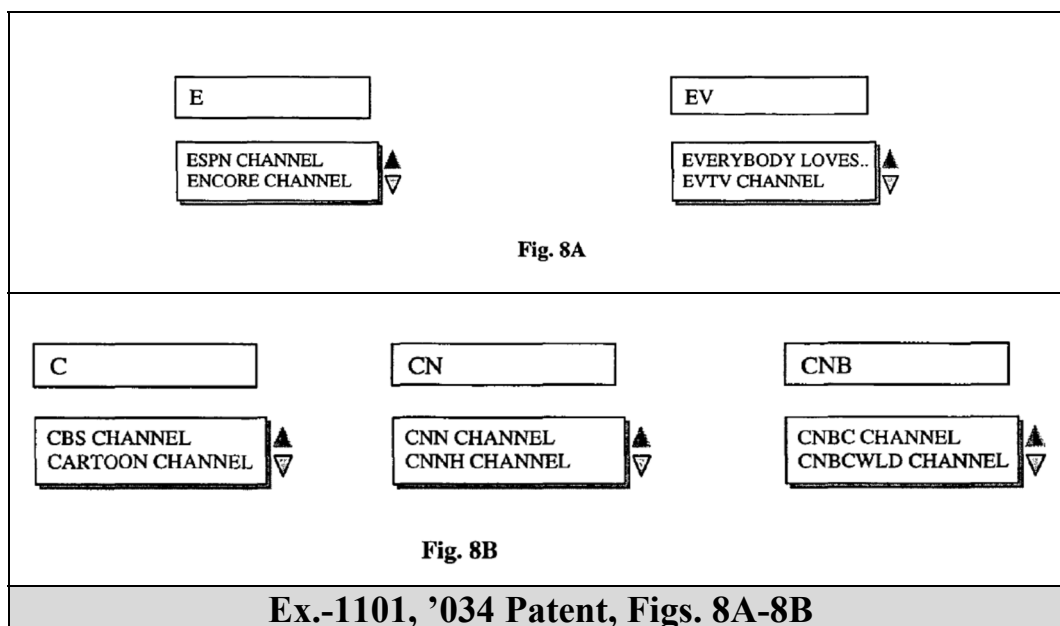 E
ESPN CHANNEL
ENCORE CHANNEL
EV
EVERYBODY LOVES..
EVTV CHANNEL
Fig. 8A
C
CBS CHANNEL
CARTOON CHANNEL
CN
CNN CHANNEL
CNNH CHANNEL
CNB
CNBC CHANNEL
CNBCWLD CHANNEL
Fig. 8B
Ex.-1101, ’034 Patent, Figs. 8A-8B